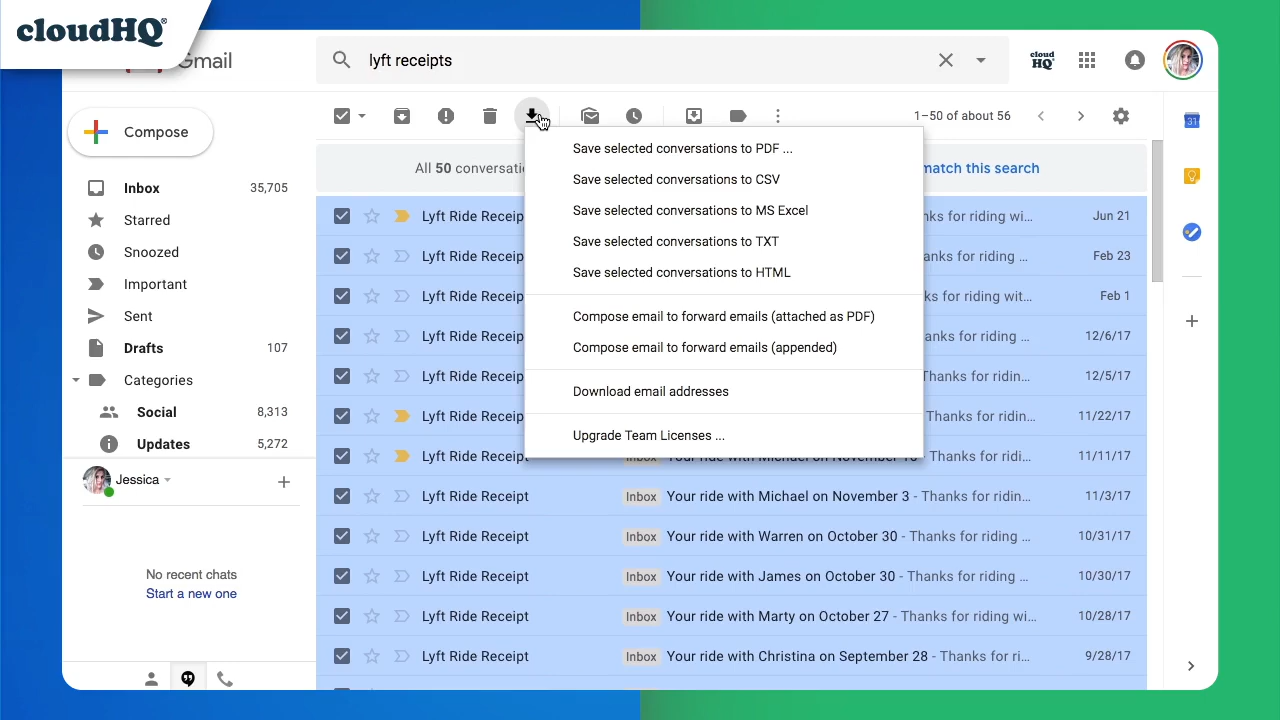 cloudHQ®
Gmail
lyft receipts
cloud
HQ
Compose
1–50 of about 56
31
Inbox 35,705
Starred
Snoozed
Important
Sent
Drafts 107
Categories
Social 8,313
Updates 5,272
Jessica
No recent chats
Start a new one
All 50 conversatio
match this search
Save selected conversations to PDF ...
Save selected conversations to CSV
Save selected conversations to MS Excel
Save selected conversations to TXT
Save selected conversations to HTML
Compose email to forward emails (attached as PDF)
Compose email to forward emails (appended)
Download email addresses
Upgrade Team Licenses ...
Lyft Ride Receip nks for riding wi... Jun 21
Lyft Ride Receip anks for riding ... Feb 23
Lyft Ride Receip ks for riding wit... Feb 1
Lyft Ride Receip anks for riding ... 12/6/17
Lyft Ride Receip Thanks for ridin... 12/5/17
Lyft Ride Receip Thanks for ridin... 11/22/17
Lyft Ride Receipt Inbox Your ride with Michael on November - Thanks for ridi... 11/11/17
Lyft Ride Receipt Inbox Your ride with Michael on November 3 - Thanks for ridin... 11/3/17
Lyft Ride Receipt Inbox Your ride with Warren on October 30 - Thanks for riding ... 10/31/17
Lyft Ride Receipt Inbox Your ride with James on October 30 - Thanks for riding ... 10/30/17
Lyft Ride Receipt Inbox Your ride with Marty on October 27 - Thanks for riding wi... 10/28/17
Lyft Ride Receipt Inbox Your ride with Christina on September 28 - Thanks for ri... 9/28/17